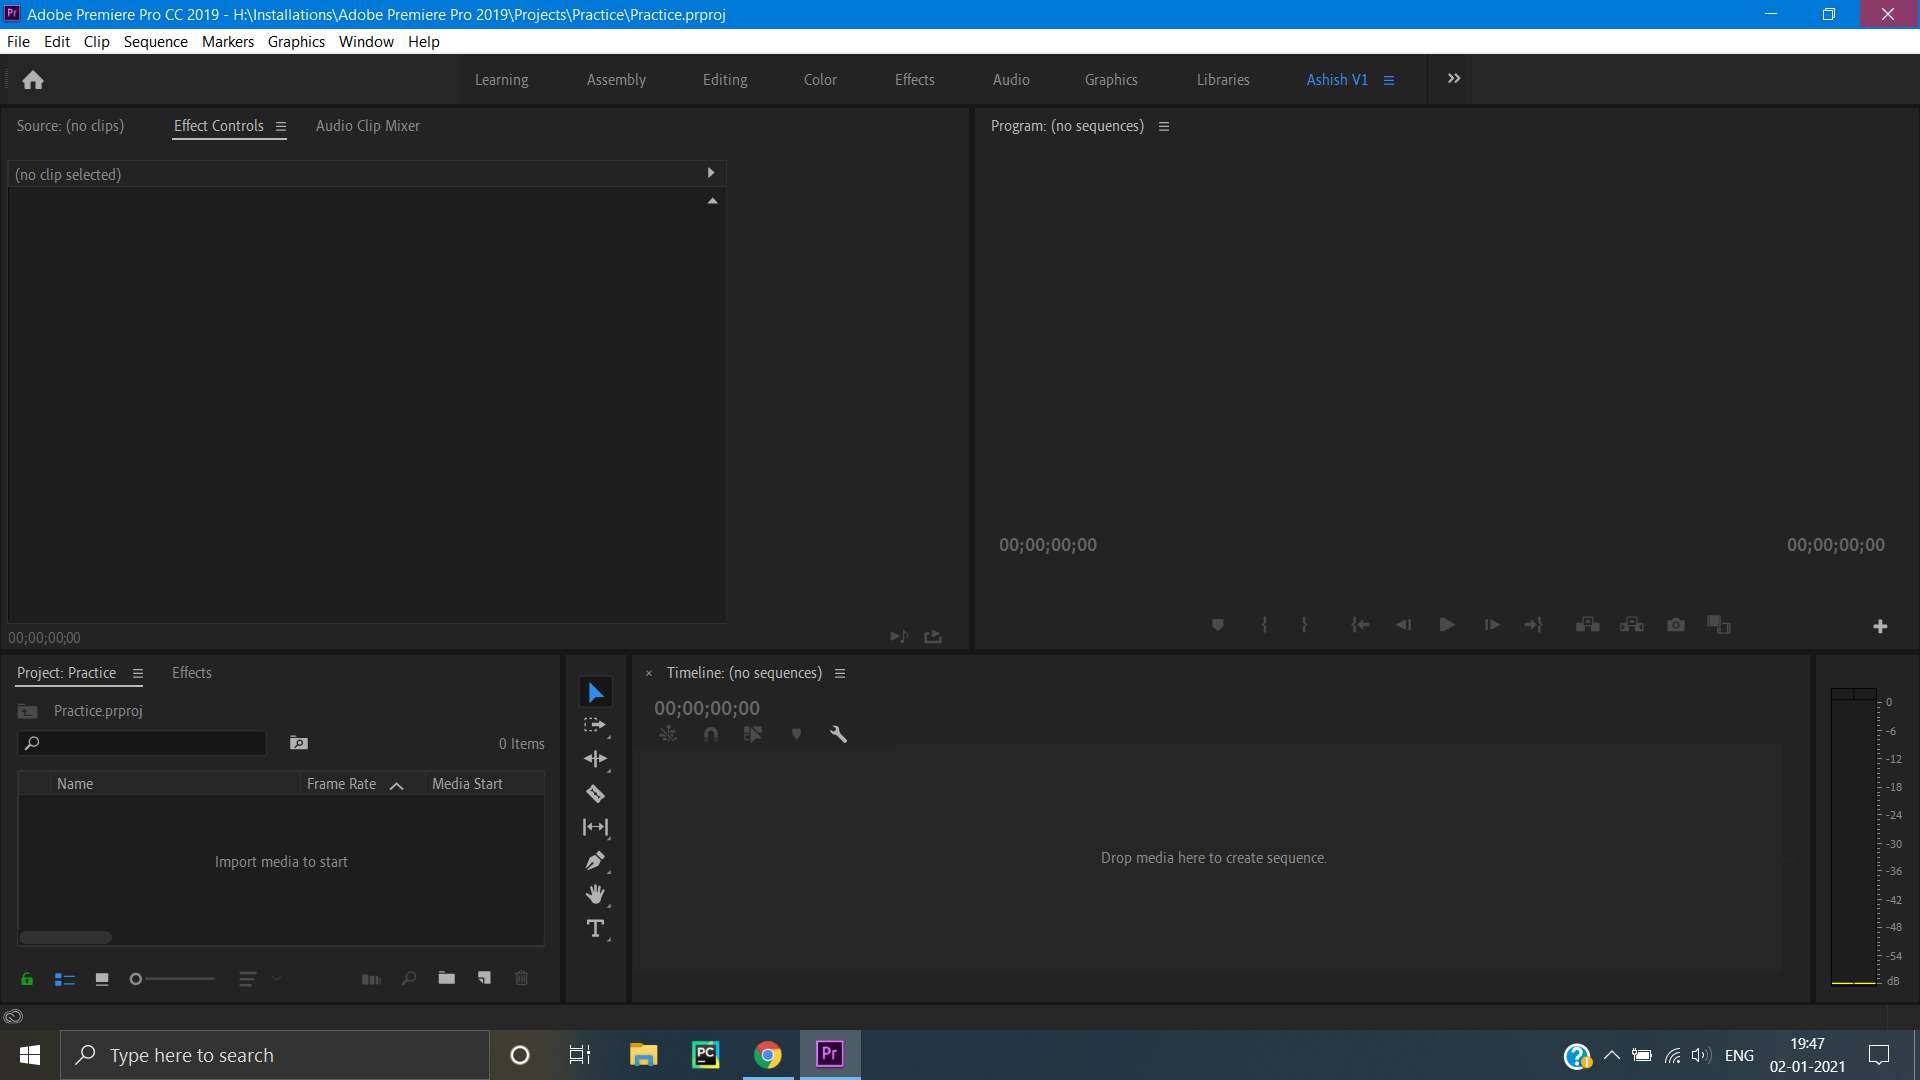 Adobe Premiere Pro CC 2019 - H:\Installations\Adobe Premiere Pro 2019\Projects\Practice\Practice.prproj
File Edit Clip Sequence Markers Graphics Window Help
Learning Assembly Editing Color Effects Audio Graphics Libraries Ashish V1
Source: (no clips) Effect Controls Audio Clip Mixer
Program: (no sequences)
(no clip selected)
00;00;00;00 00;00;00;00
00;00;00;00
Project: Practice Effects
Practice.prproj
0 Items
Name Frame Rate Media Start
Import media to start
Timeline: (no sequences)
00;00;00;00
Drop media here to create sequence.
0
-6
-12
-18
-24
-30
-36
-42
-48
-54
dB
Type here to search
PC
Pr
ENG
19:47
02-01-2021